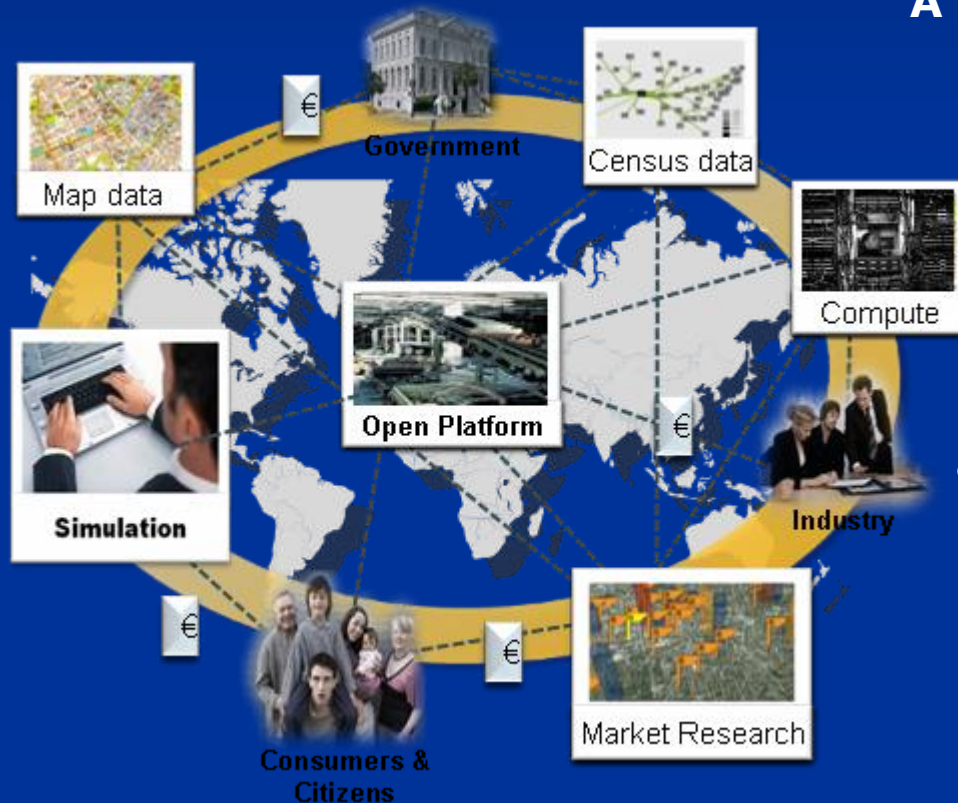 A
€
Government
Map data
Census data
Compute
Open Platform
€
Simulation
Industry
€
€
Market Research
Consumers &
Citizens